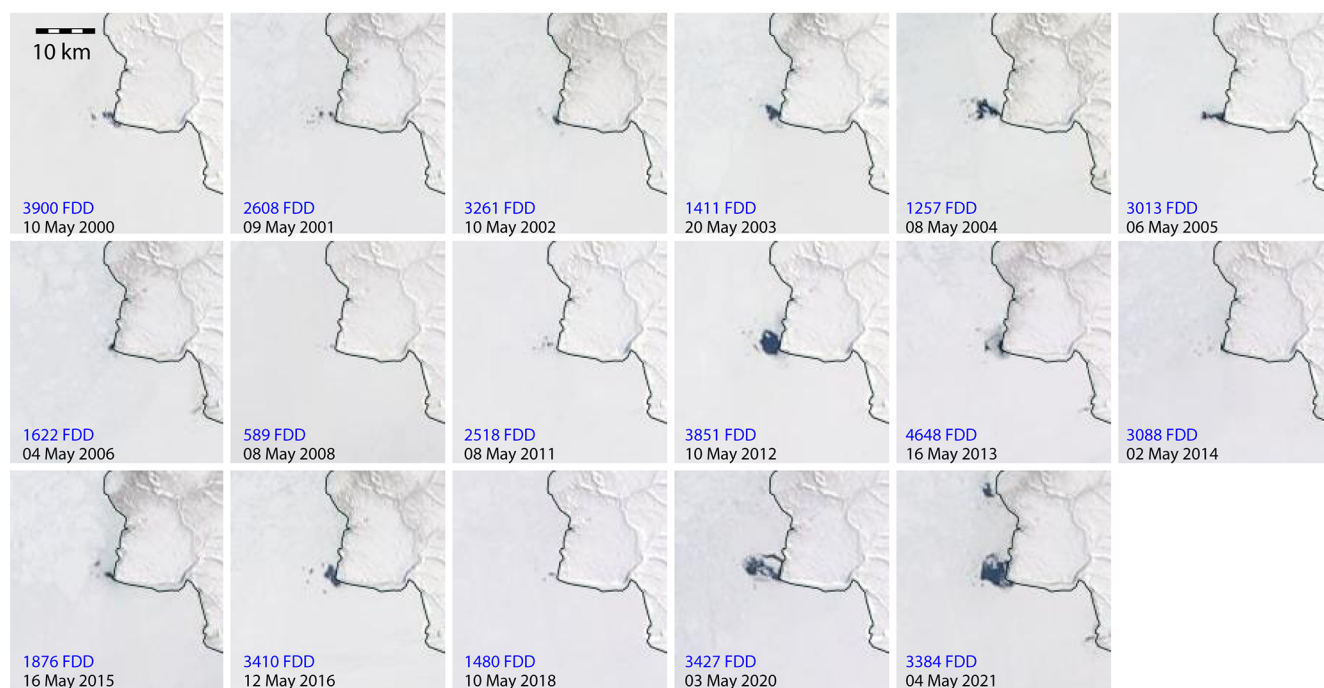 10 km
3900 FDD
10 May 2000
2608 FDD
09 May 2001
3261 FDD
10 May 2002
1411 FDD
20 May 2003
1257 FDD
08 May 2004
3013 FDD
06 May 2005
1622 FDD
04 May 2006
589 FDD
08 May 2008
2518 FDD
08 May 2011
3851 FDD
10 May 2012
4648 FDD
16 May 2013
3088 FDD
02 May 2014
1876 FDD
16 May 2015
3410 FDD
12 May 2016
1480 FDD
10 May 2018
3427 FDD
03 May 2020
3384 FDD
04 May 2021